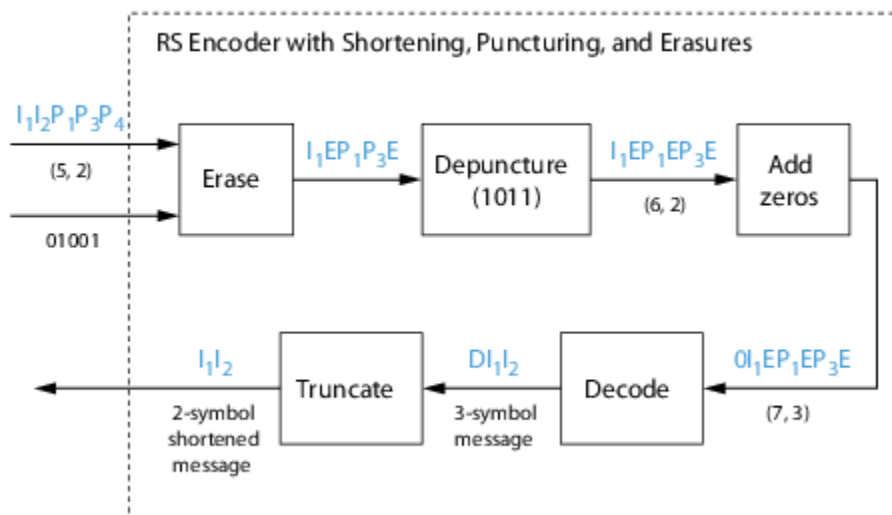 RS Encoder with Shortening, Puncturing, and Erasures
I₁I₂P₁P₃P₄
(5, 2)
01001
Erase
I₁EP₁P₃E
Depuncture
(1011)
I₁EP₁EP₃E
(6, 2)
Add
zeros
0I₁EP₁EP₃E
(7, 3)
Decode
DI₁I₂
3-symbol
message
Truncate
I₁I₂
2-symbol
shortened
message